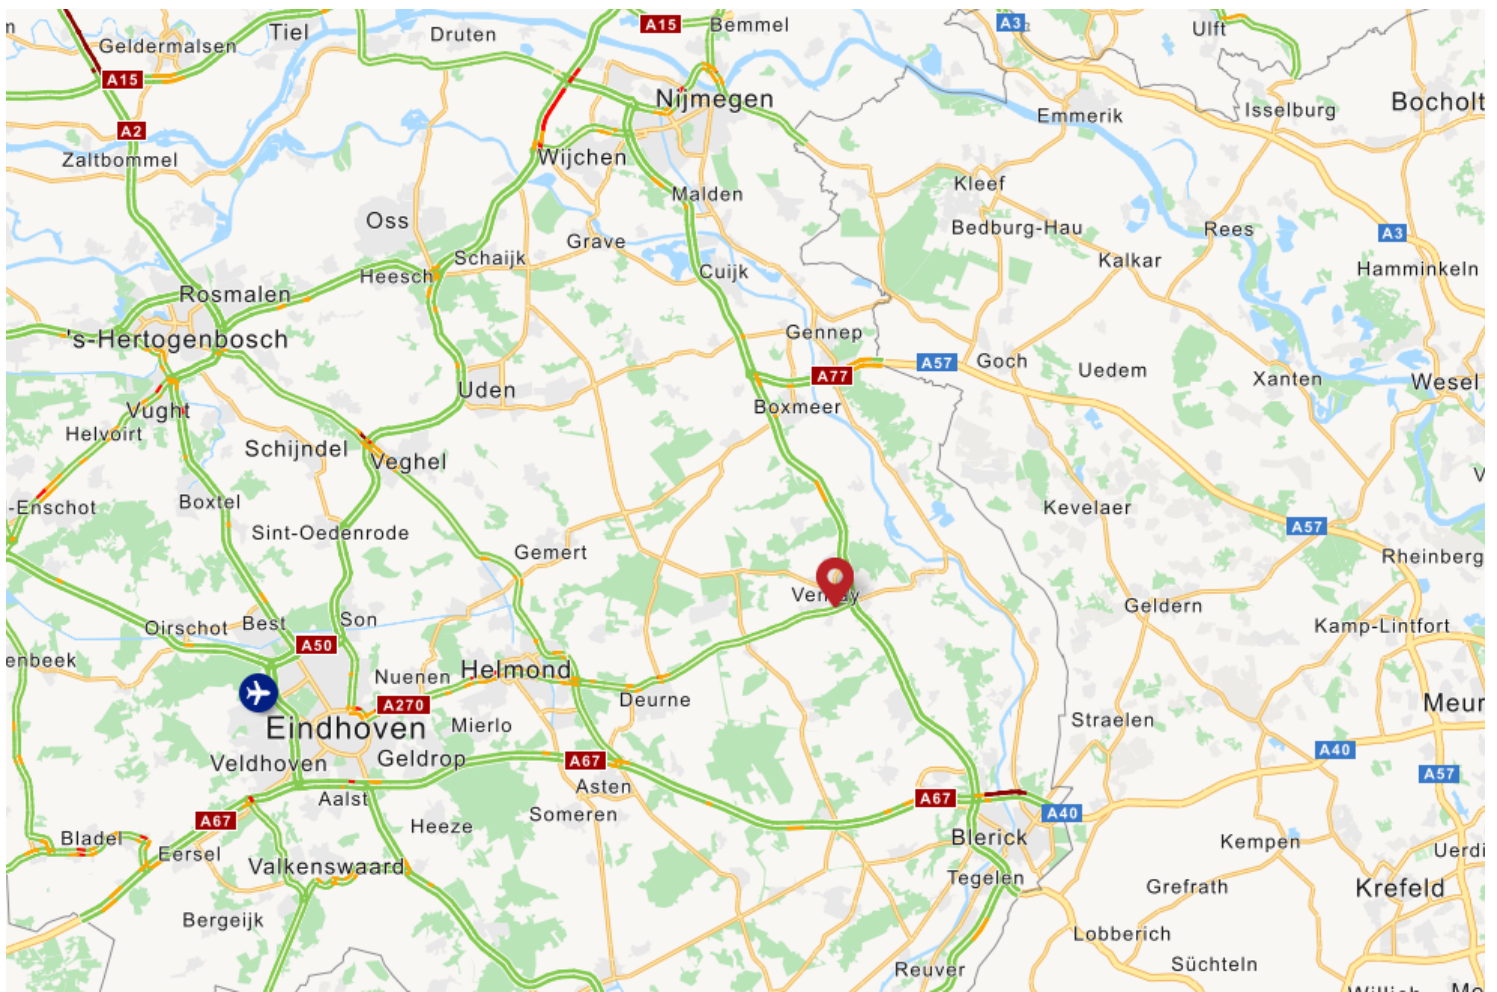 Tiel
Druten
A15
Bemmel
A3
Ulft
Geldermalsen
A15
Nijmegen
Emmerik
Isselburg
Bocholt
A2
Zaltbommel
Wijchen
Malden
Kleef
Oss
Bedburg-Hau
Rees
A3
Grave
Schaijk
Heesch
Cuijk
Kalkar
Hamminkeln
Rosmalen
's-Hertogenbosch
Gennep
A57
Goch
Uedem
A77
Xanten
Wesel
Uden
Vught
Boxmeer
Helvoirt
Schijndel
Veghel
-Enschot
Boxtel
Kevelaer
A57
Sint-Oedenrode
Gemert
Rheinberg
Geldern
Oirschot
Best
Son
Kamp-Lintfort
A50
enbeek
Nuenen
Helmond
Deurne
A270
Meur
Eindhoven
Mierlo
Straelen
Veldhoven
Geldrop
A67
A40
A57
Aalst
Asten
A67
A40
A67
Someren
Heeze
Bladel
Blerick
Kempen
Eersel
Uerdi
Valkenswaard
Tegelen
Grefrath
Krefeld
Bergeijk
Lobberich
Reuver
Süchteln